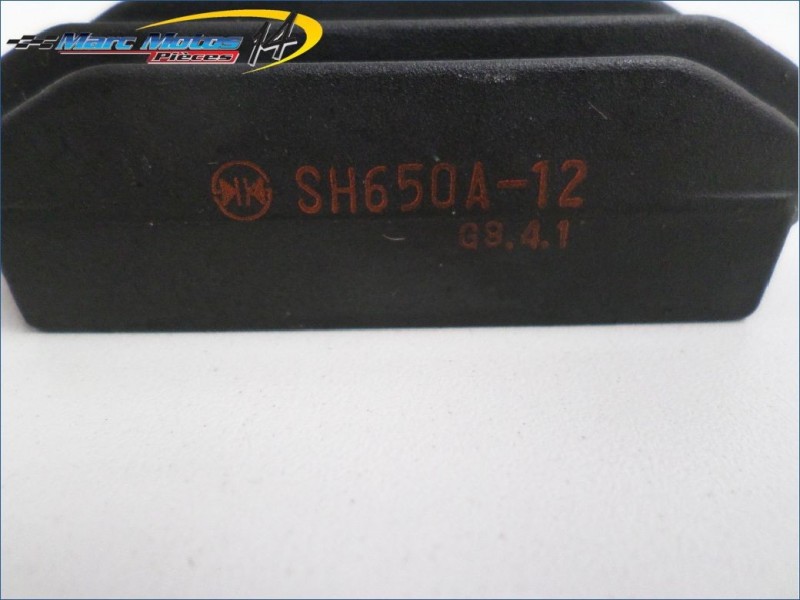 Marc Motos 14
Pièces
SH650A-12
G8.4.1